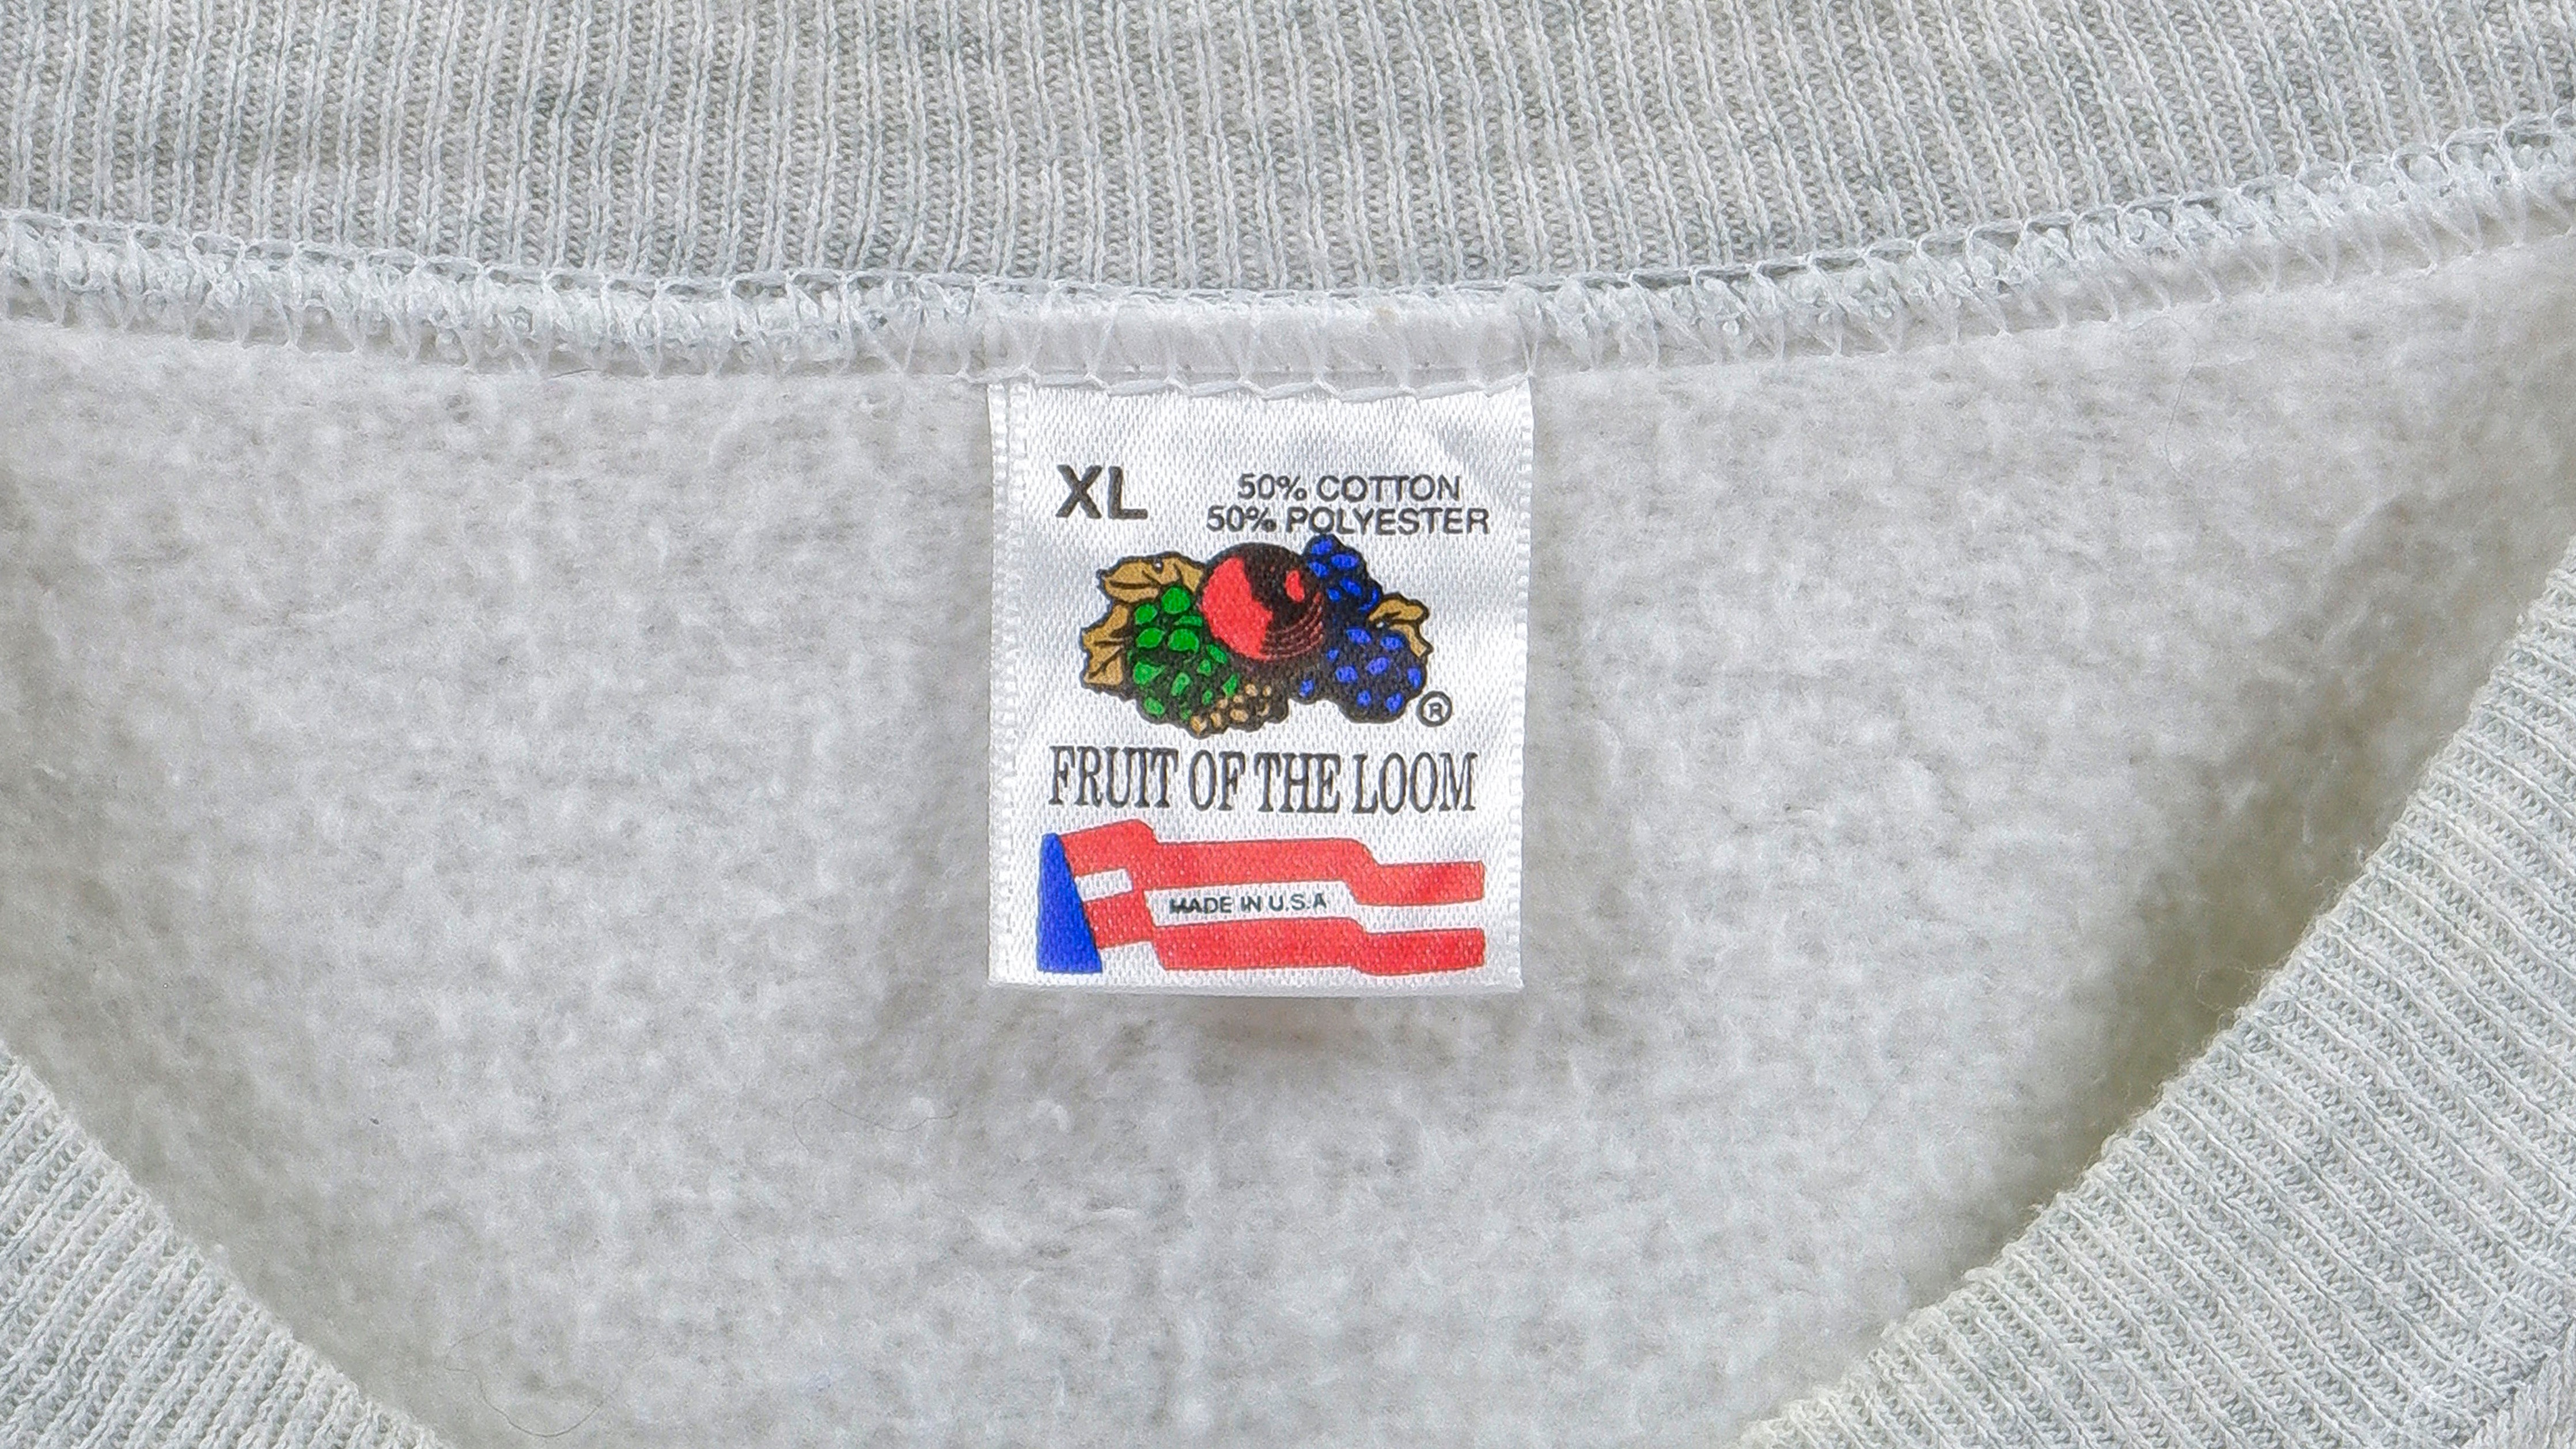 XL
50% COTTON
50% POLYESTER
®
FRUIT OF THE LOOM
MADE IN U.S.A